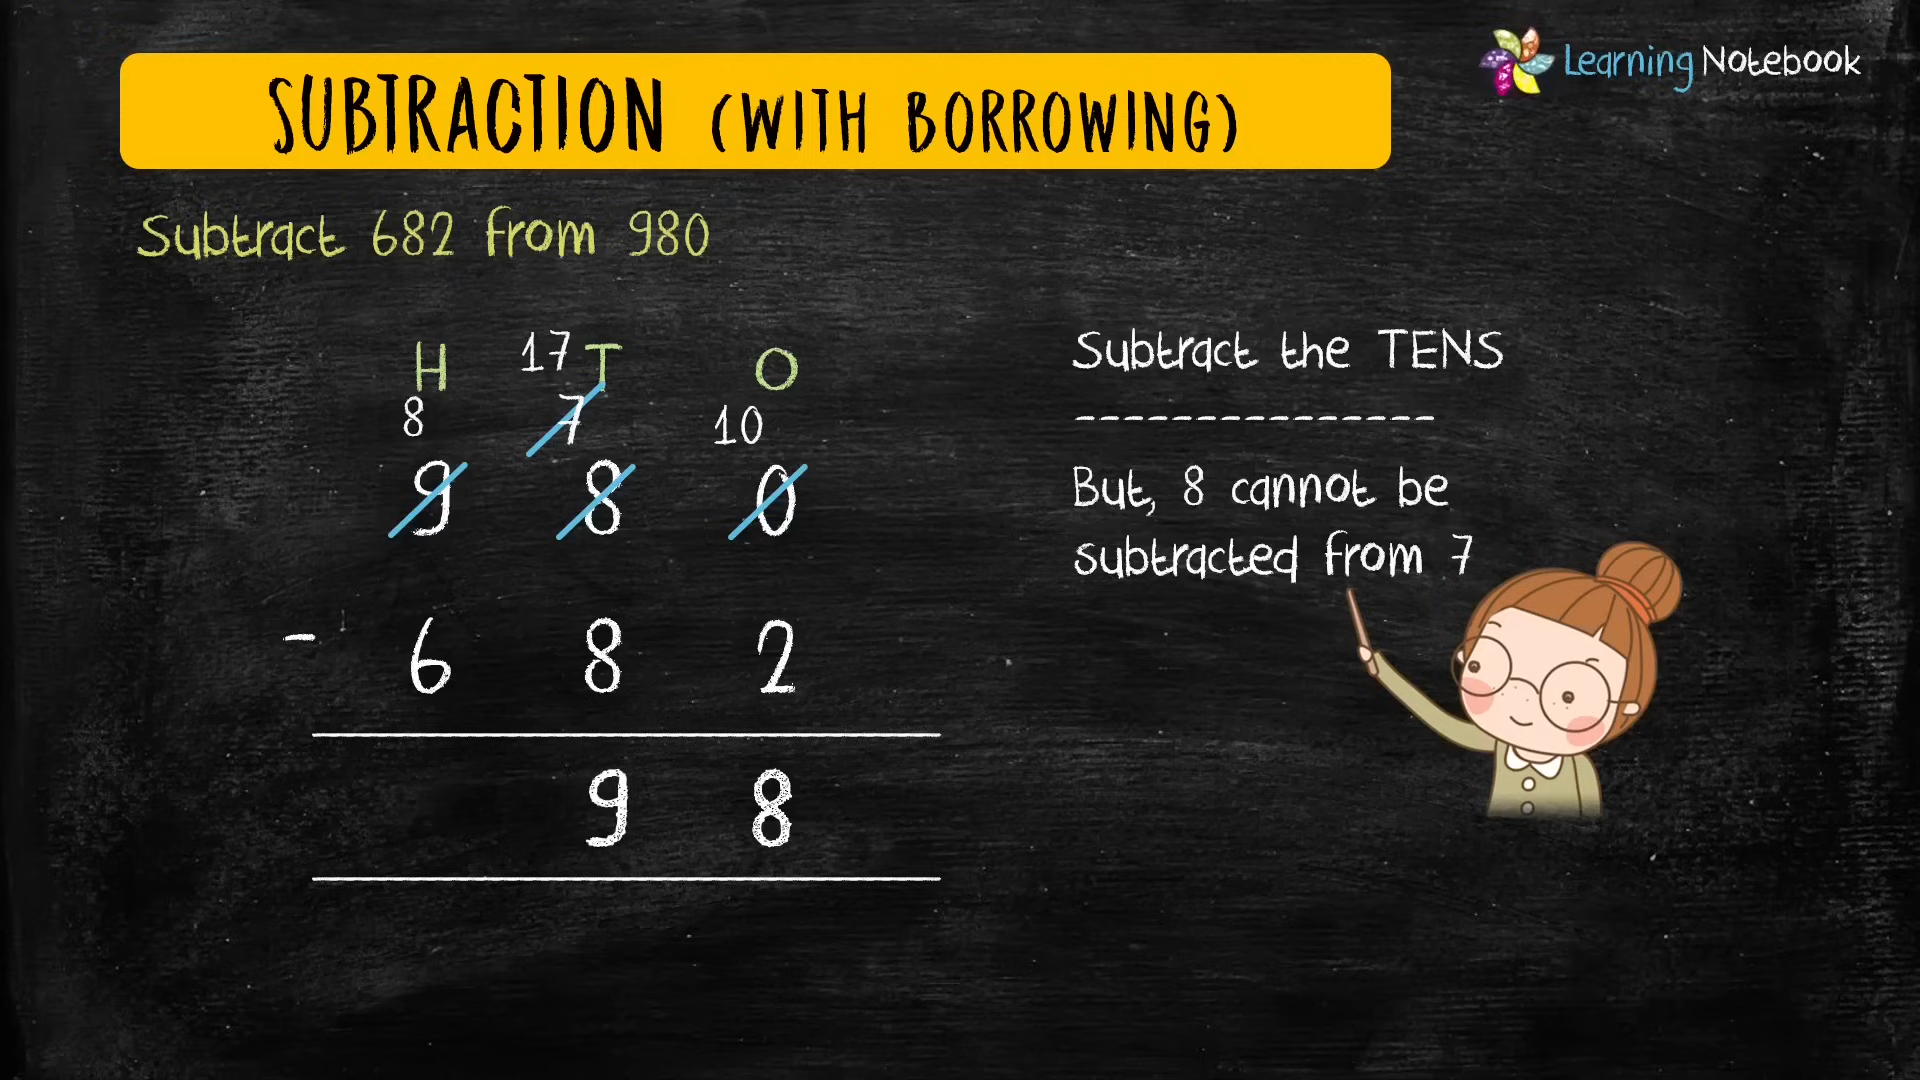 Learning Notebook
SUBTRACTION (WITH BORROWING)
Subtract 682 from 980
H 17 T O
8 7 10
9 8 0
- 6 8 2
9 8
Subtract the TENS
---------------
But, 8 cannot be
subtracted from 7